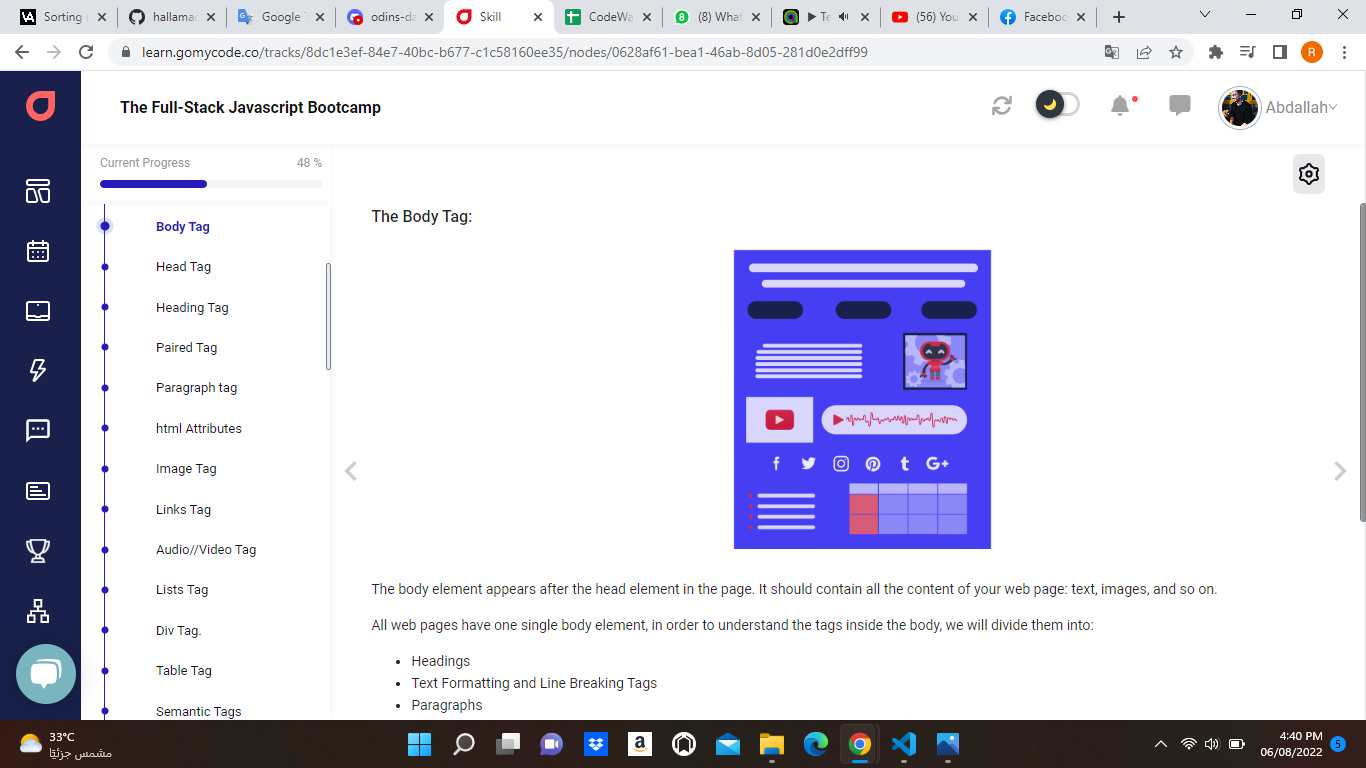 Sorting
hallamac
Google T
odins-da
Skill
CodeWa
(8) What
Te
(56) You
Faceboo
learn.gomycode.co/tracks/8dc1e3ef-84e7-40bc-b677-c1c58160ee35/nodes/0628af61-bea1-46ab-8d05-281d0e2dff99
R
The Full-Stack Javascript Bootcamp
Abdallah
Current Progress 48 %
Body Tag
Head Tag
Heading Tag
Paired Tag
Paragraph tag
html Attributes
Image Tag
Links Tag
Audio//Video Tag
Lists Tag
Div Tag.
Table Tag
Semantic Tags
The Body Tag:
The body element appears after the head element in the page. It should contain all the content of your web page: text, images, and so on.
All web pages have one single body element, in order to understand the tags inside the body, we will divide them into:
• Headings
• Text Formatting and Line Breaking Tags
• Paragraphs
33°C
مشمس جزئيًا
4:40 PM
06/08/2022
5